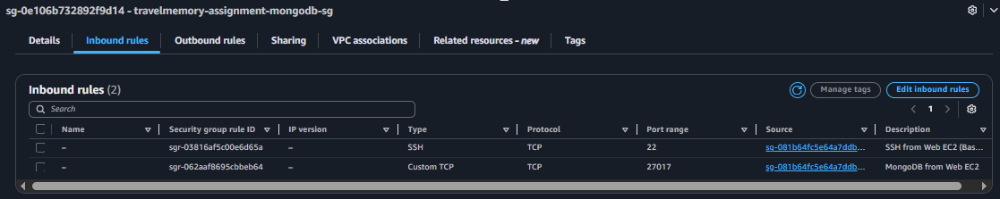 sg-0e106b732892f9d14 - travelmemory-assignment-mongodb-sg
Details Inbound rules Outbound rules Sharing VPC associations Related resources - new Tags
Inbound rules (2)
Manage tags Edit inbound rules
Search
1
Name Security group rule ID IP version Type Protocol Port range Source Description
– sgr-03816af5c00e6d65a – SSH TCP 22 sg-081b64fc5e64a7ddb... SSH from Web EC2 (Bas...
– sgr-062aaf8695cbbeb64 – Custom TCP TCP 27017 sg-081b64fc5e64a7ddb... MongoDB from Web EC2